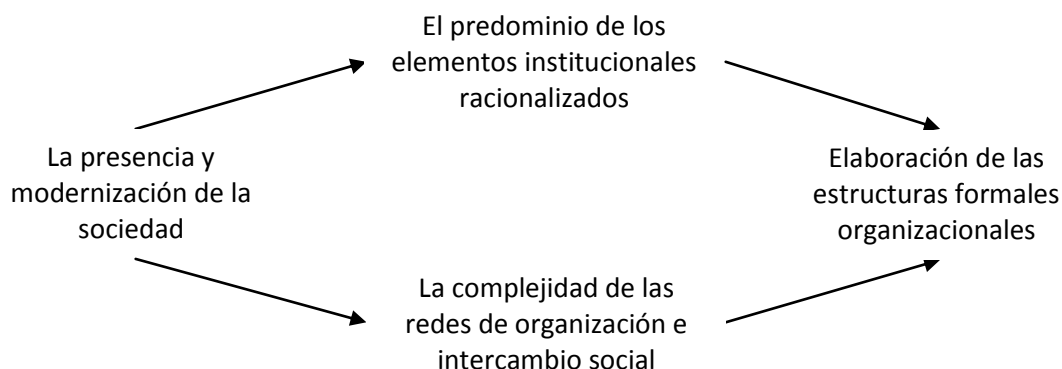 El predominio de los
elementos institucionales
racionalizados
La presencia y
modernización de la
sociedad
Elaboración de las
estructuras formales
organizacionales
La complejidad de las
redes de organización e
intercambio social